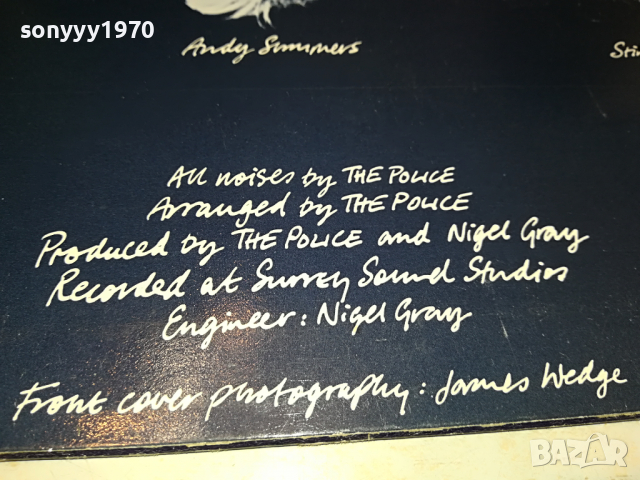 sonyyy1970
Andy Summers
All noises by THE POLICE
Arranged by THE POLICE
Produced by THE POLICE and Nigel Gray
Recorded at Surrey Sound Studios
Engineer: Nigel Gray
Front cover photography: James Wedge
BAZAR